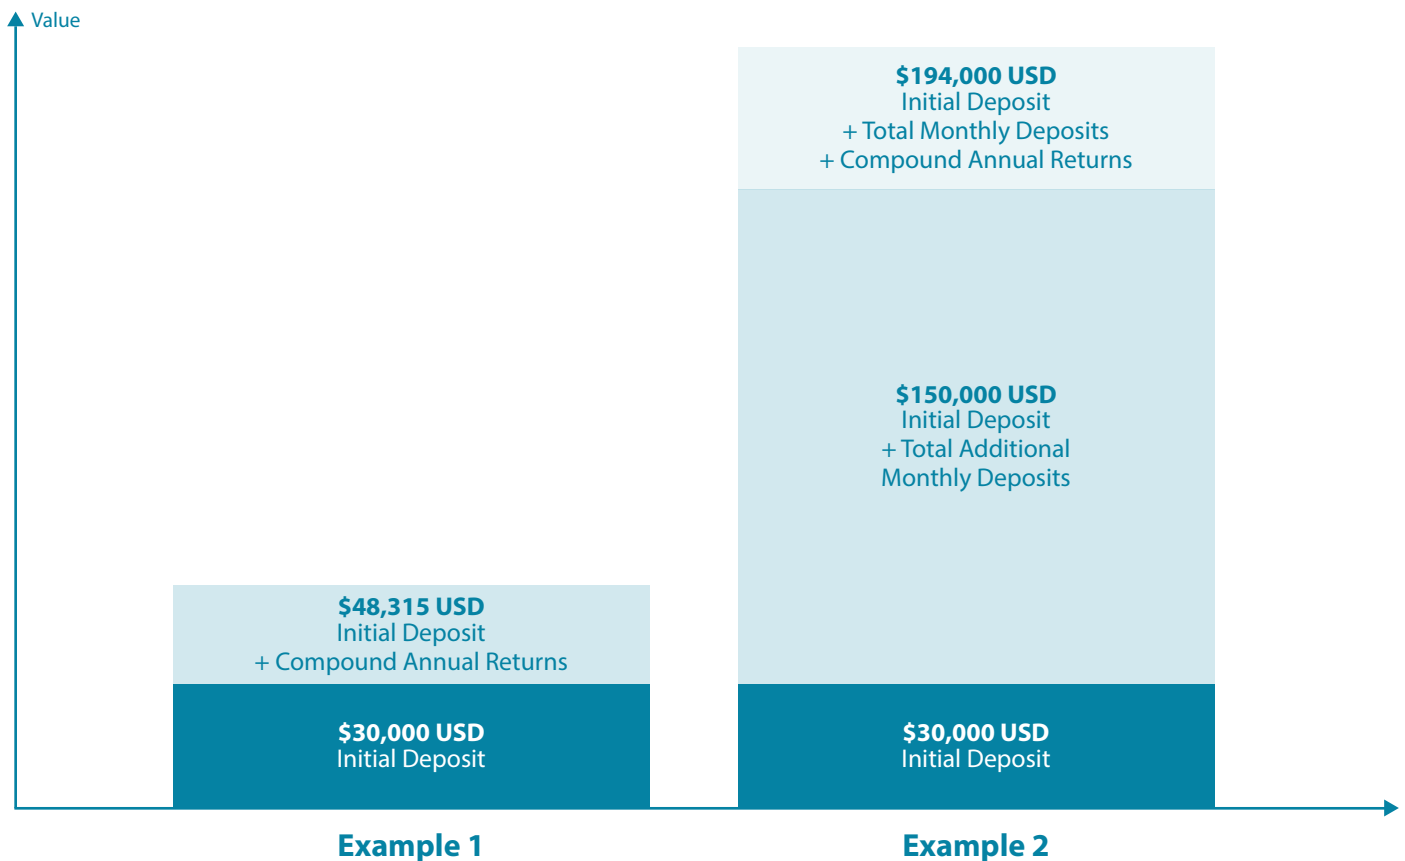 Value
$194,000 USD
Initial Deposit
+ Total Monthly Deposits
+ Compound Annual Returns
$150,000 USD
Initial Deposit
+ Total Additional
Monthly Deposits
$48,315 USD
Initial Deposit
+ Compound Annual Returns
$30,000 USD
Initial Deposit
$30,000 USD
Initial Deposit
Example 1
Example 2